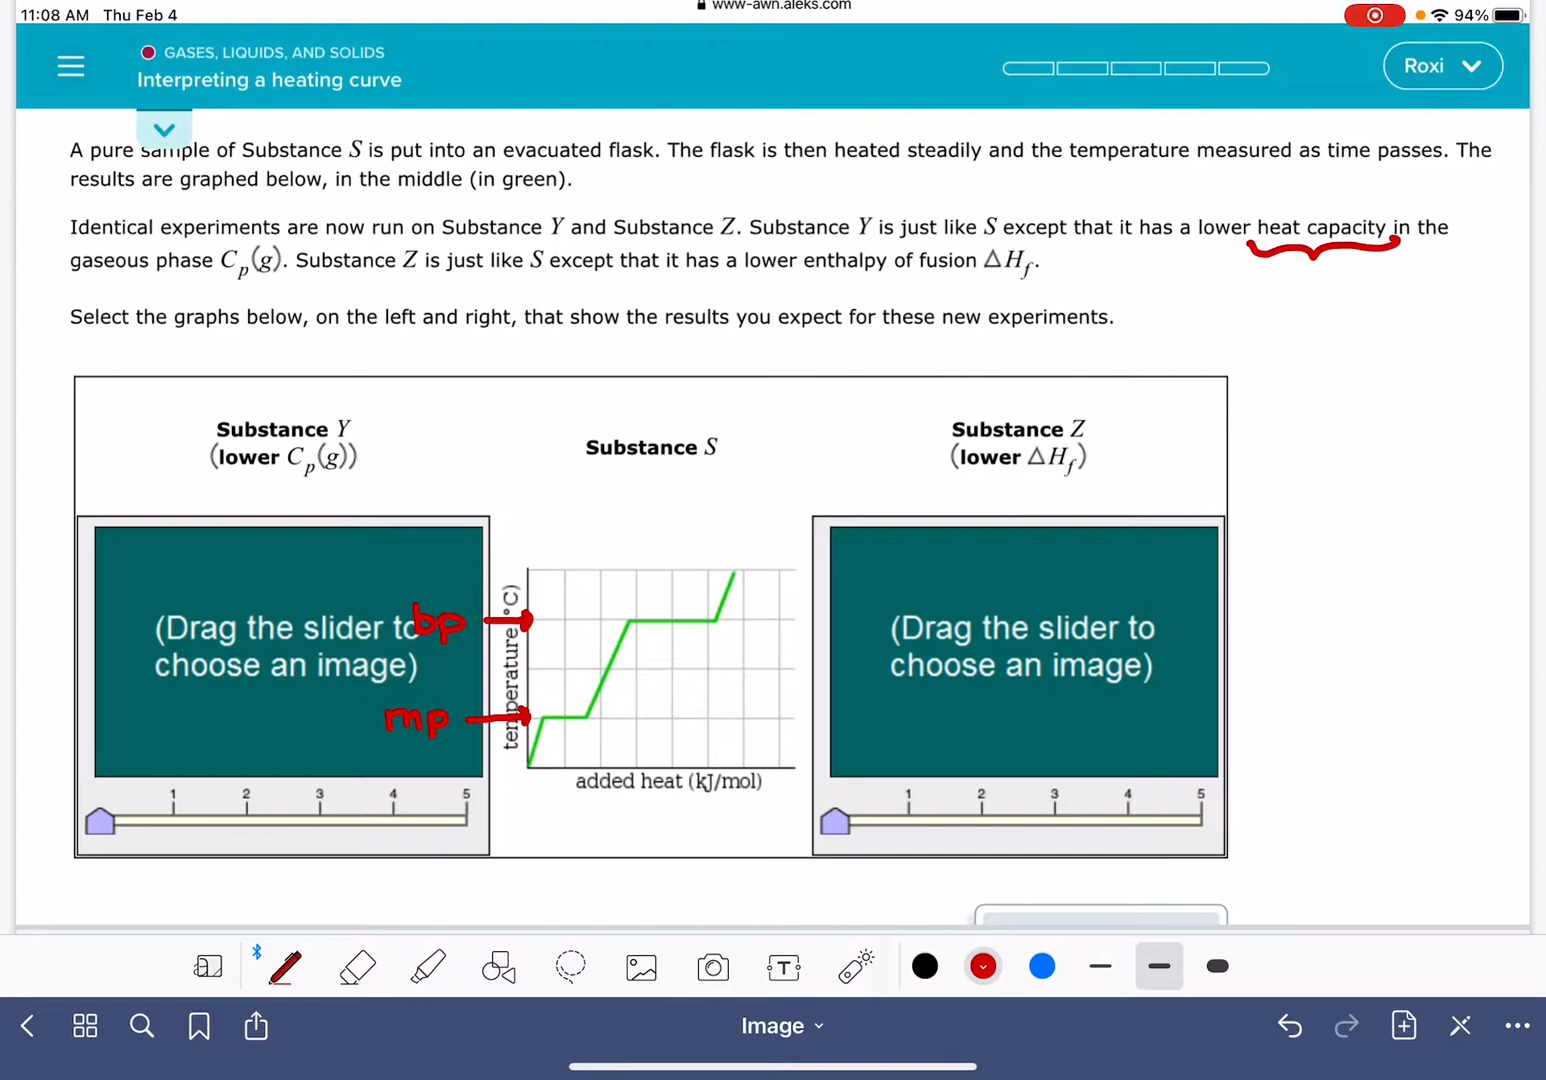 11:08 AM Thu Feb 4
www-awn.aleks.com
94%
GASES, LIQUIDS, AND SOLIDS
Interpreting a heating curve
Roxi
A pure sample of Substance S is put into an evacuated flask. The flask is then heated steadily and the temperature measured as time passes. The
results are graphed below, in the middle (in green).
Identical experiments are now run on Substance Y and Substance Z. Substance Y is just like S except that it has a lower heat capacity in the
gaseous phase Cp(g). Substance Z is just like S except that it has a lower enthalpy of fusion △Hf.
Select the graphs below, on the left and right, that show the results you expect for these new experiments.
Substance Y
(lower Cp(g))
Substance S
Substance Z
(lower △Hf)
(Drag the slider to
choose an image)
1 2 3 4 5
bp
mp
temperature (°C)
added heat (kJ/mol)
(Drag the slider to
choose an image)
1 2 3 4 5
T
Image